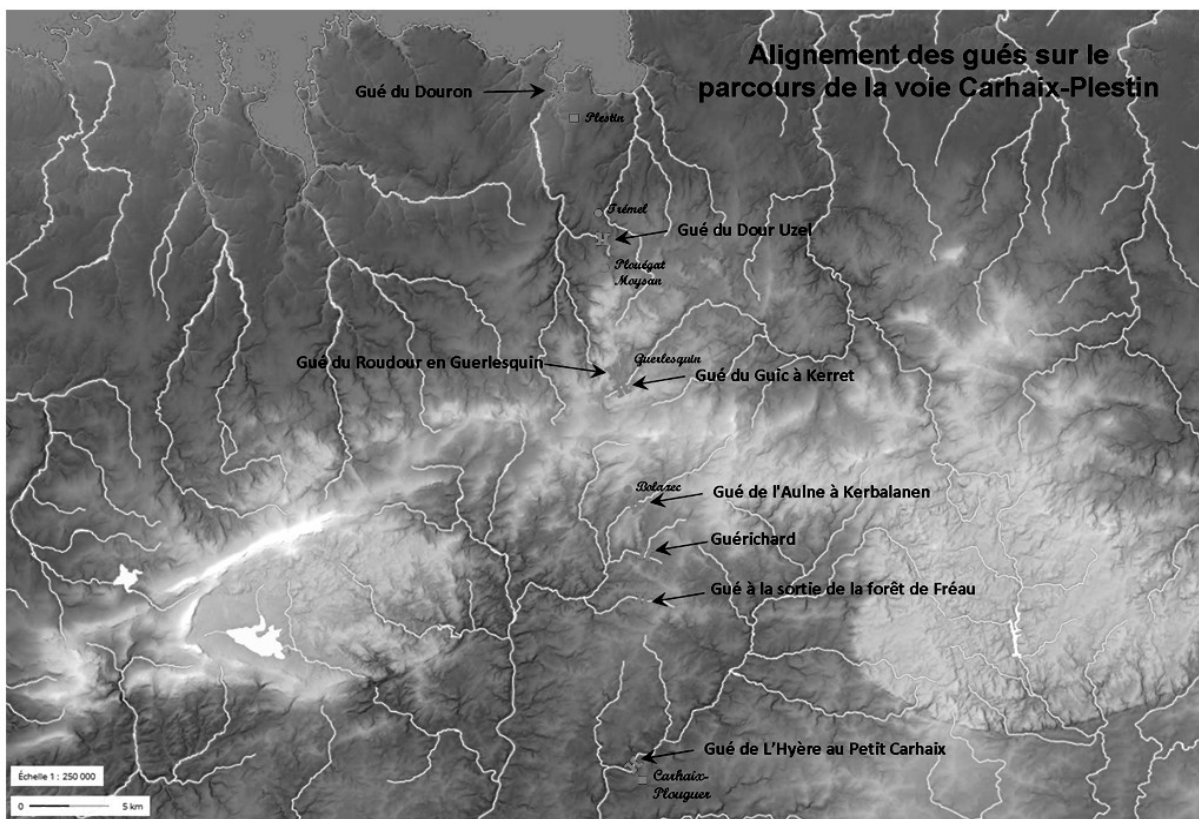 Alignement des gués sur le
parcours de la voie Carhaix-Plestin
Gué du Douron
Plestin
Trémel
Gué du Dour Uzel
Plouégat
Moysan
Gué du Roudour en Guerlesquin
Guerlesquin
Gué du Guic à Kerret
Bolazec
Gué de l'Aulne à Kerbalanen
Guérichard
Gué à la sortie de la forêt de Fréau
Gué de L'Hyère au Petit Carhaix
Carhaix-
Plouguer
Échelle 1 : 250 000
0 5 km